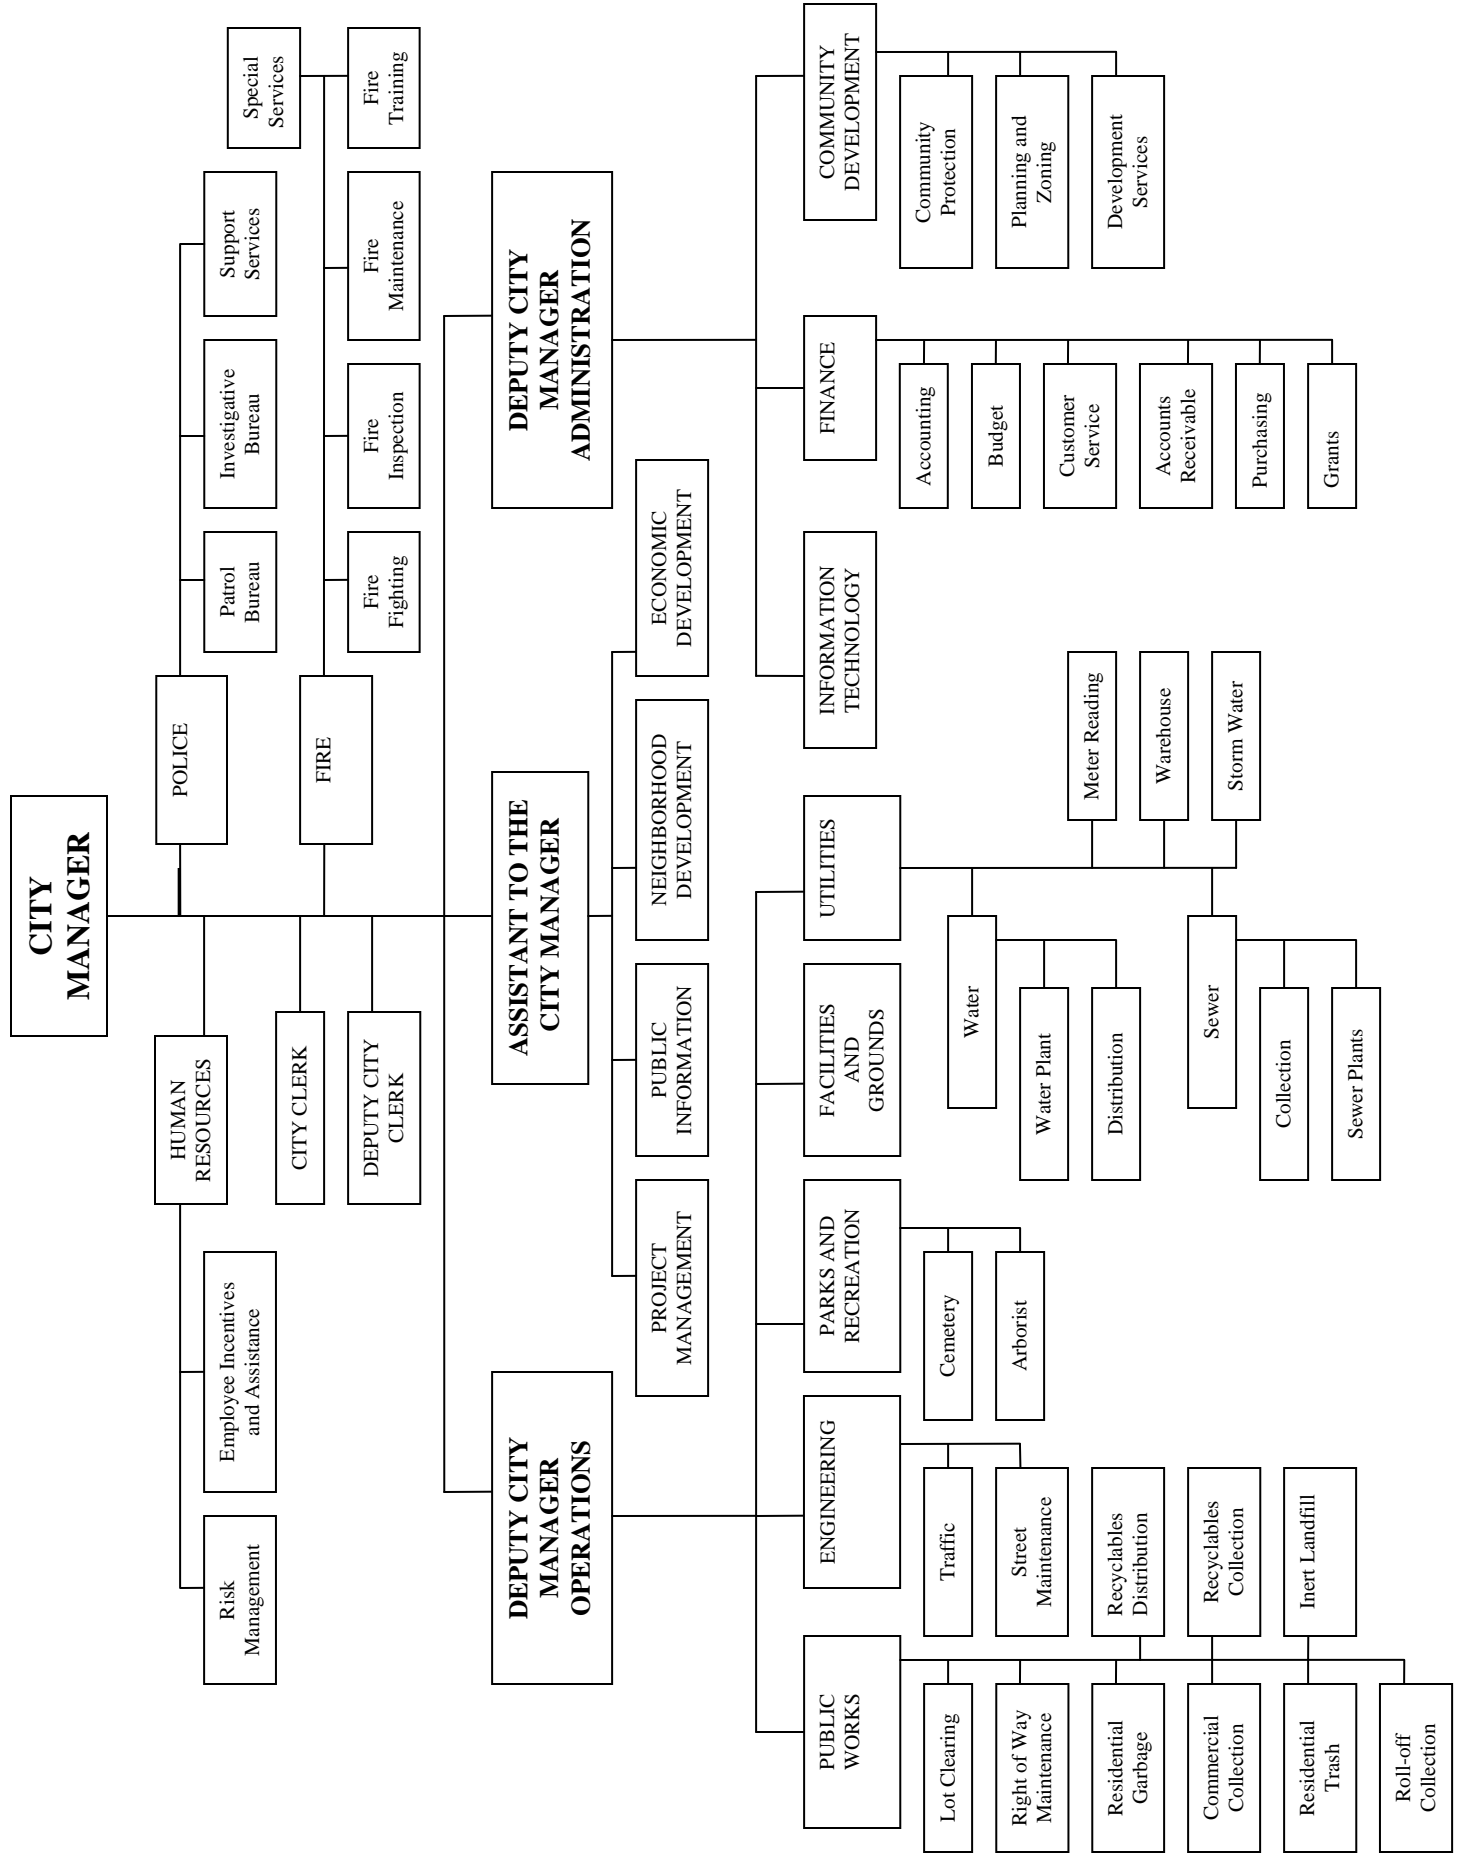 CITY
MANAGER
HUMAN
RESOURCES
Risk
Management
Employee Incentives
and Assistance
CITY CLERK
DEPUTY CITY
CLERK
POLICE
Patrol
Bureau
Investigative
Bureau
Support
Services
FIRE
Fire
Fighting
Fire
Inspection
Fire
Maintenance
Fire
Training
Special
Services
DEPUTY CITY
MANAGER
OPERATIONS
ASSISTANT TO THE
CITY MANAGER
DEPUTY CITY
MANAGER
ADMINISTRATION
PROJECT
MANAGEMENT
PUBLIC
INFORMATION
NEIGHBORHOOD
DEVELOPMENT
ECONOMIC
DEVELOPMENT
PUBLIC
WORKS
Lot Clearing
Right of Way
Maintenance
Residential
Garbage
Commercial
Collection
Residential
Trash
Roll-off
Collection
Recyclables
Distribution
Recyclables
Collection
Inert Landfill
ENGINEERING
Traffic
Street
Maintenance
PARKS AND
RECREATION
Cemetery
Arborist
FACILITIES
AND
GROUNDS
UTILITIES
Water
Water Plant
Distribution
Sewer
Collection
Sewer Plants
Meter Reading
Warehouse
Storm Water
INFORMATION
TECHNOLOGY
FINANCE
Accounting
Budget
Customer
Service
Accounts
Receivable
Purchasing
Grants
COMMUNITY
DEVELOPMENT
Community
Protection
Planning and
Zoning
Development
Services